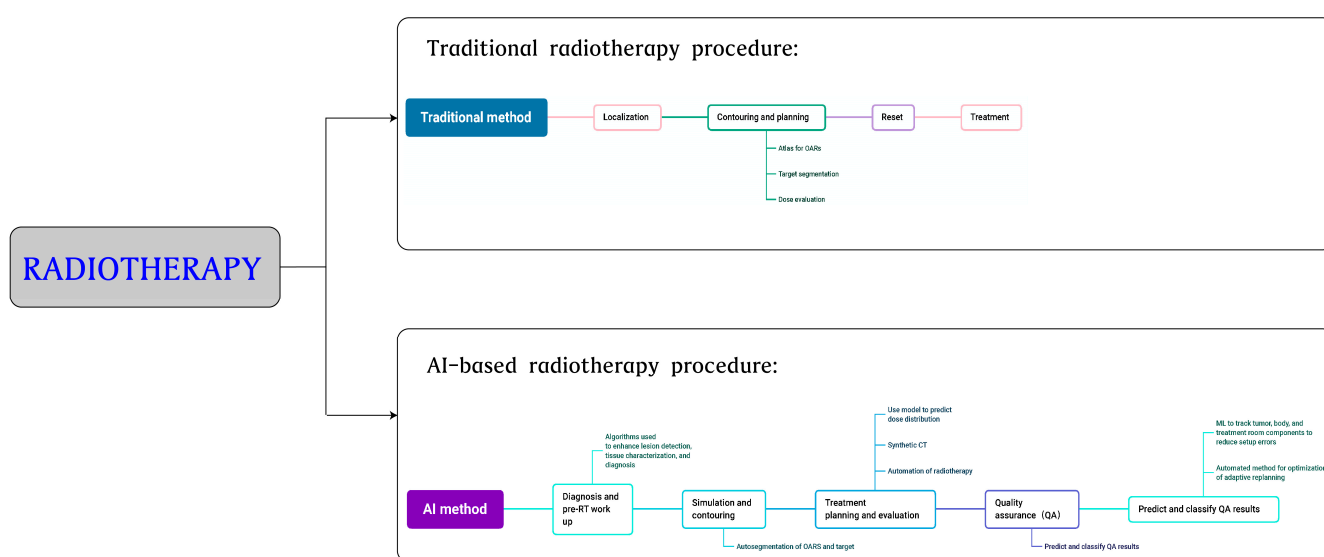 Traditional radiotherapy procedure:
Traditional method
Localization
Contouring and planning
Reset
Treatment
Atlas for OARs
Target segmentation
Dose evaluation
RADIOTHERAPY
AI-based radiotherapy procedure:
Use model to predict
dose distribution
Synthetic CT
Automation of radiotherapy
Algorithms used
to enhance lesion detection,
tissue characterization, and
diagnosis
ML to track tumor, body, and
treatment room components to
reduce setup errors
Automated method for optimization
of adaptive replanning
AI method
Diagnosis and
pre-RT work
up
Simulation and
contouring
Treatment
planning and evaluation
Quality
assurance（QA）
Predict and classify QA results
Autosegmentation of OARS and target
Predict and classify QA results